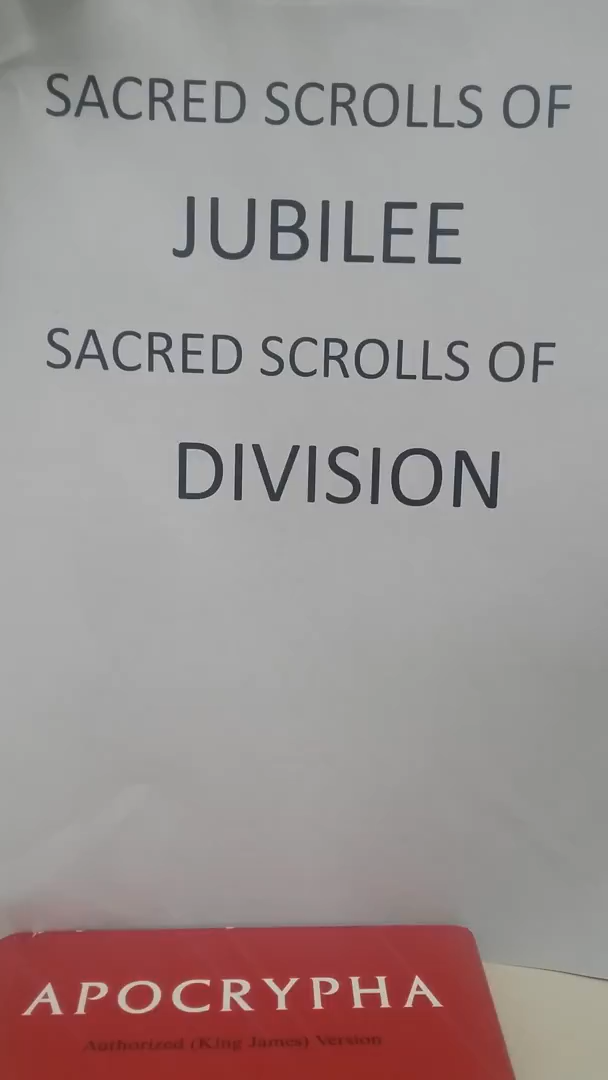 SACRED SCROLLS OF
JUBILEE
SACRED SCROLLS OF
DIVISION
APOCRYPHA
Authorized (King James) Version